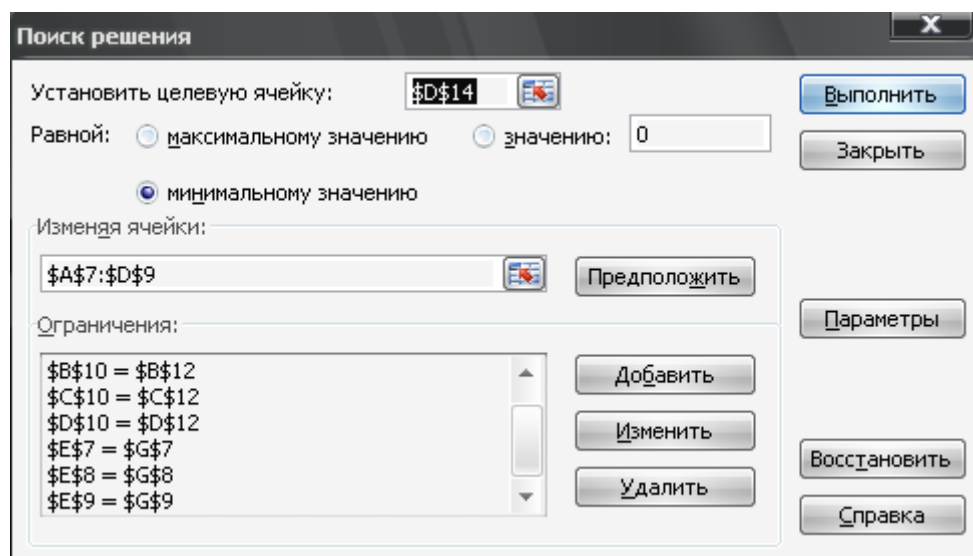 Поиск решения
X
Установить целевую ячейку: $D$14
Выполнить
Равной: максимальному значению значению: 0
Закрыть
минимальному значению
Изменяя ячейки:
$A$7:$D$9
Предположить
Ограничения:
Параметры
$B$10 = $B$12
Добавить
$C$10 = $C$12
$D$10 = $D$12
$E$7 = $G$7
Изменить
$E$8 = $G$8
Восстановить
$E$9 = $G$9
Удалить
Справка